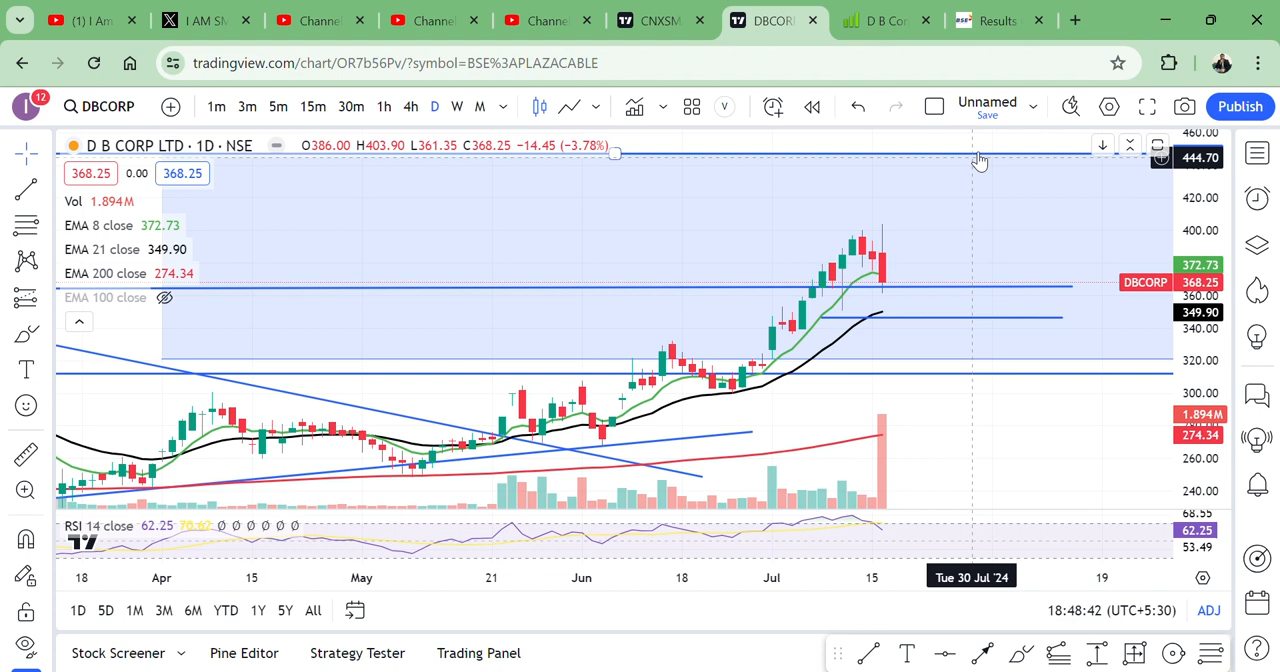 (1) I Am
I AM SM
Channel
Channel
Channel
CNXSM
DBCORI
D B Cor
BSE Results
tradingview.com/chart/OR7b56Pv/?symbol=BSE%3APLAZACABLE
I 12 DBCORP 1m 3m 5m 15m 30m 1h 4h D W M V Unnamed Save Publish
D B CORP LTD · 1D · NSE O386.00 H403.90 L361.35 C368.25 −14.45 (−3.78%)
368.25 0.00 368.25
Vol 1.894M
EMA 8 close 372.73
EMA 21 close 349.90
EMA 200 close 274.34
EMA 100 close
460.00
444.70
420.00
400.00
372.73
DBCORP 368.25
360.00
349.90
340.00
320.00
300.00
1.894M
274.34
260.00
240.00
RSI 14 close 62.25 70.62 Ø Ø Ø Ø Ø Ø
68.55
62.25
53.49
18 Apr 15 May 21 Jun 18 Jul 15 Tue 30 Jul '24 19
1D 5D 1M 3M 6M YTD 1Y 5Y All 18:48:42 (UTC+5:30) ADJ
Stock Screener Pine Editor Strategy Tester Trading Panel